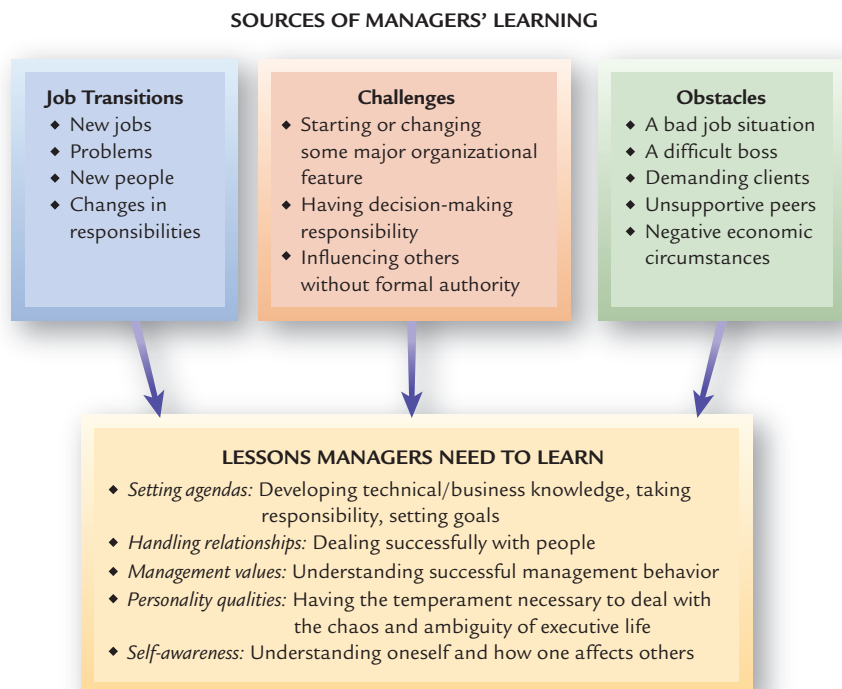 SOURCES OF MANAGERS’ LEARNING
Job Transitions
◆ New jobs
◆ Problems
◆ New people
◆ Changes in
responsibilities
Challenges
◆ Starting or changing
some major organizational
feature
◆ Having decision-making
responsibility
◆ Influencing others
without formal authority
Obstacles
◆ A bad job situation
◆ A difficult boss
◆ Demanding clients
◆ Unsupportive peers
◆ Negative economic
circumstances
LESSONS MANAGERS NEED TO LEARN
◆ Setting agendas: Developing technical/business knowledge, taking
responsibility, setting goals
◆ Handling relationships: Dealing successfully with people
◆ Management values: Understanding successful management behavior
◆ Personality qualities: Having the temperament necessary to deal with
the chaos and ambiguity of executive life
◆ Self-awareness: Understanding oneself and how one affects others